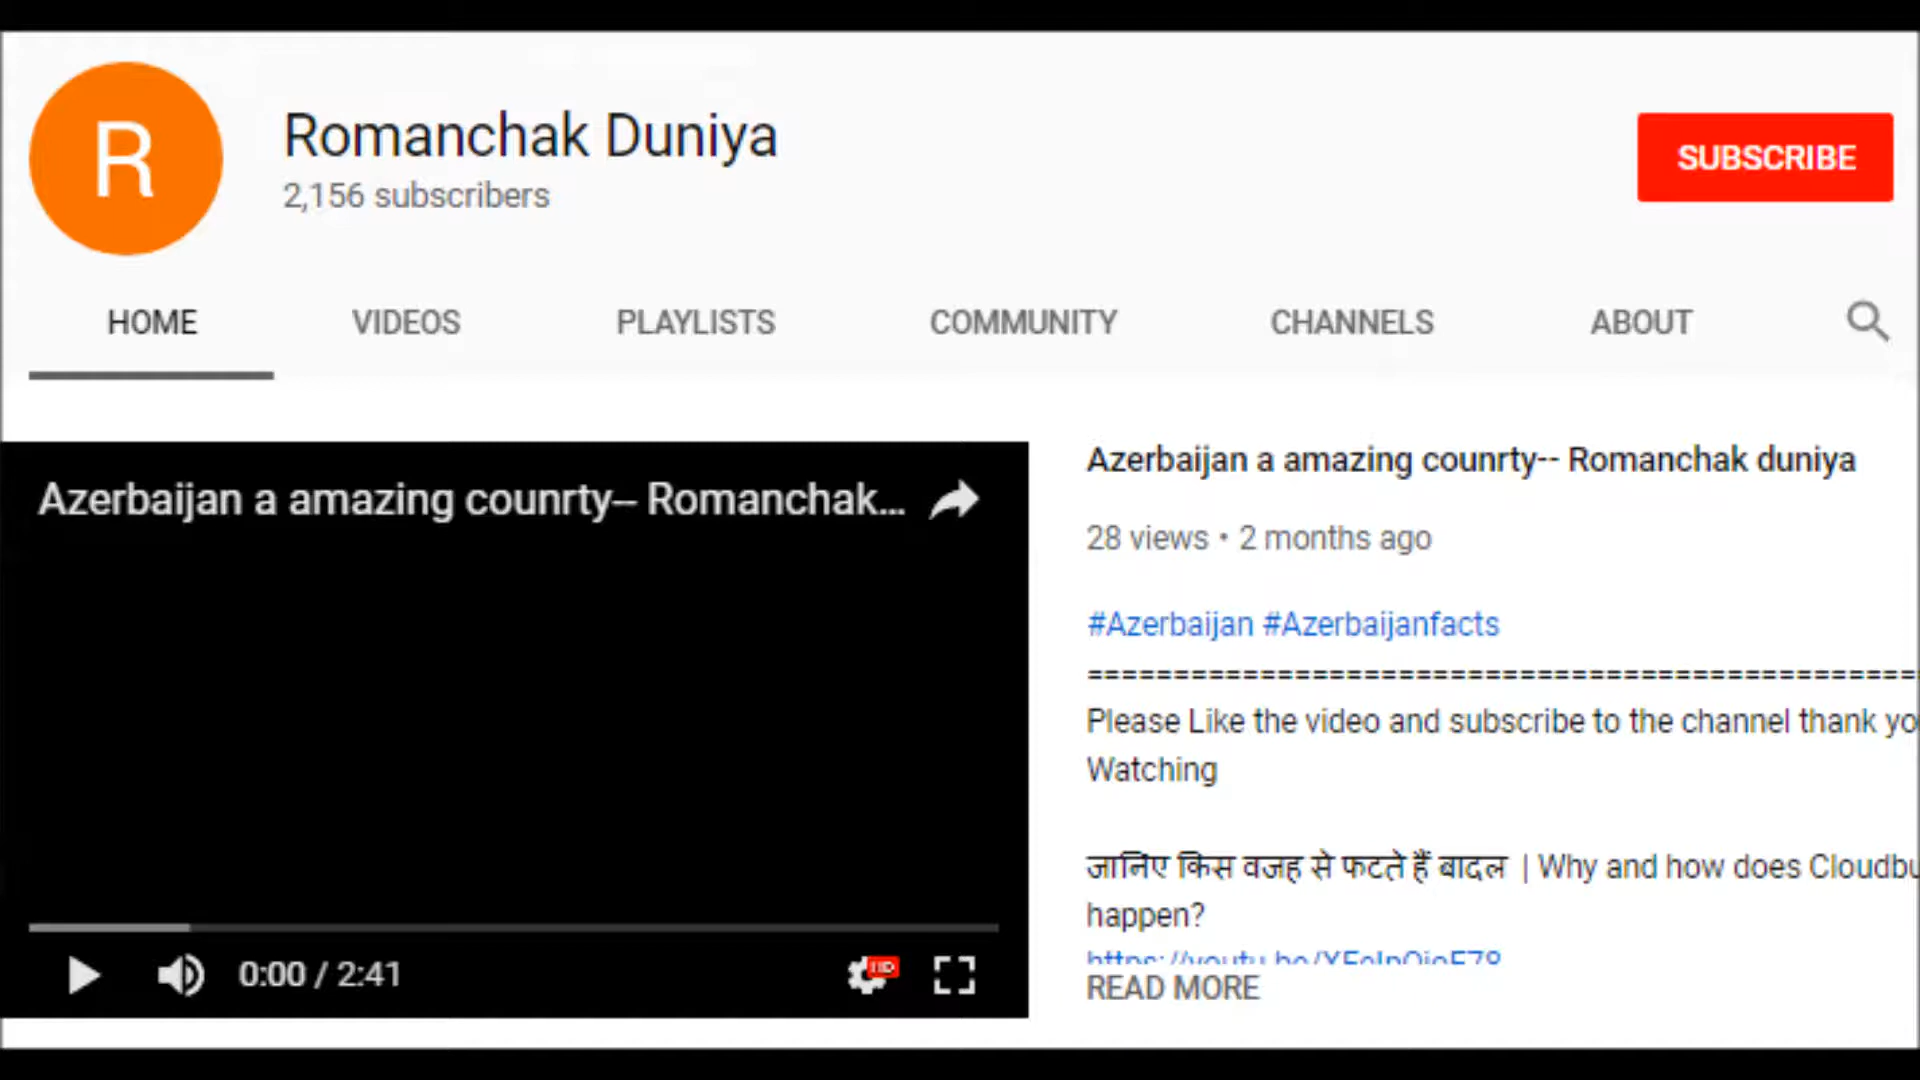 R
Romanchak Duniya
2,156 subscribers
SUBSCRIBE
HOME VIDEOS PLAYLISTS COMMUNITY CHANNELS ABOUT
Azerbaijan a amazing counrty-- Romanchak...
0:00 / 2:41
HD
Azerbaijan a amazing counrty-- Romanchak duniya
28 views • 2 months ago
#Azerbaijan #Azerbaijanfacts
==================================================
Please Like the video and subscribe to the channel thank yo
Watching
जानिए किस वजह से फटते हैं बादल | Why and how does Cloudbu
happen?
READ MORE